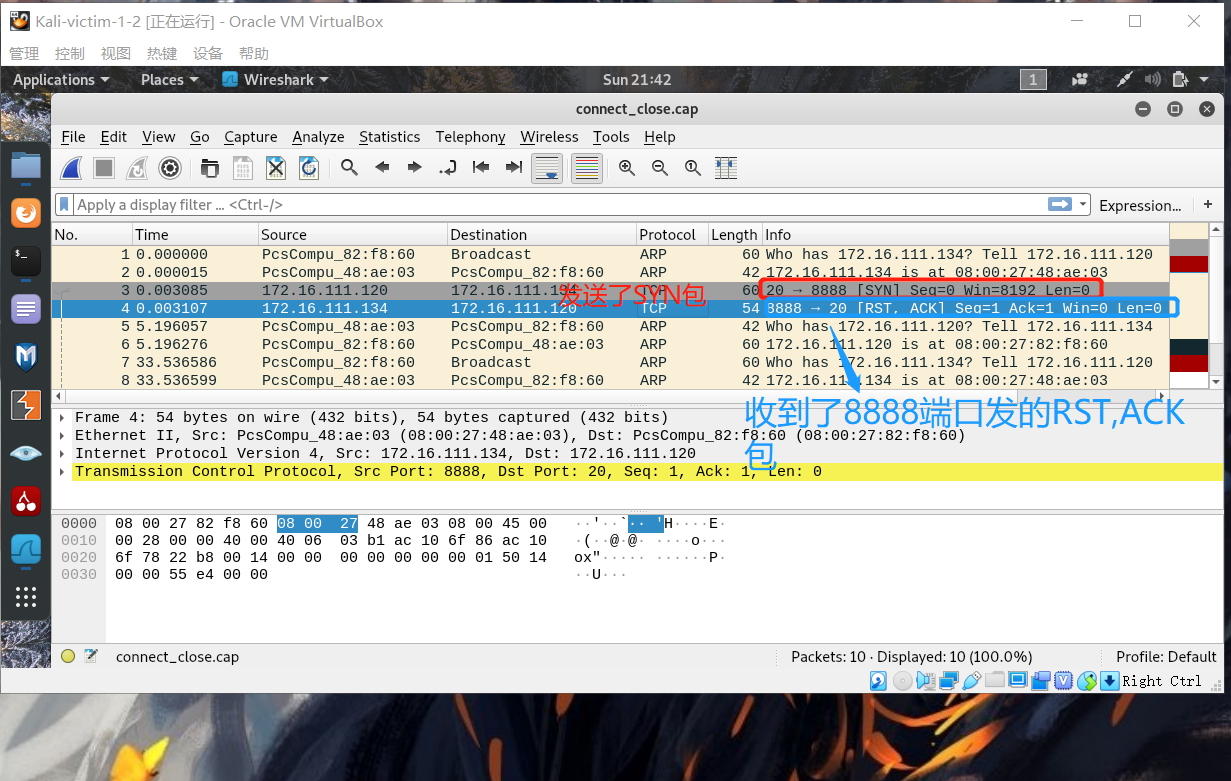 Kali-victim-1-2 [正在运行] - Oracle VM VirtualBox
管理 控制 视图 热键 设备 帮助
Applications Places Wireshark Sun 21:42 1
connect_close.cap
File Edit View Go Capture Analyze Statistics Telephony Wireless Tools Help
Apply a display filter ... <Ctrl-/> Expression... +
No. Time Source Destination Protocol Length Info
1 0.000000 PcsCompu_82:f8:60 Broadcast ARP 60 Who has 172.16.111.134? Tell 172.16.111.120
2 0.000015 PcsCompu_48:ae:03 PcsCompu_82:f8:60 ARP 42 172.16.111.134 is at 08:00:27:48:ae:03
3 0.003085 172.16.111.120 172.16.111.134 TCP 60 20 → 8888 [SYN] Seq=0 Win=8192 Len=0
发送了SYN包
4 0.003107 172.16.111.134 172.16.111.120 TCP 54 8888 → 20 [RST, ACK] Seq=1 Ack=1 Win=0 Len=0
5 5.196057 PcsCompu_48:ae:03 PcsCompu_82:f8:60 ARP 42 Who has 172.16.111.120? Tell 172.16.111.134
6 5.196276 PcsCompu_82:f8:60 PcsCompu_48:ae:03 ARP 60 172.16.111.120 is at 08:00:27:82:f8:60
7 33.536586 PcsCompu_82:f8:60 Broadcast ARP 60 Who has 172.16.111.134? Tell 172.16.111.120
8 33.536599 PcsCompu_48:ae:03 PcsCompu_82:f8:60 ARP 42 172.16.111.134 is at 08:00:27:48:ae:03
收到了8888端口发的RST,ACK
包
Frame 4: 54 bytes on wire (432 bits), 54 bytes captured (432 bits)
Ethernet II, Src: PcsCompu_48:ae:03 (08:00:27:48:ae:03), Dst: PcsCompu_82:f8:60 (08:00:27:82:f8:60)
Internet Protocol Version 4, Src: 172.16.111.134, Dst: 172.16.111.120
Transmission Control Protocol, Src Port: 8888, Dst Port: 20, Seq: 1, Ack: 1, Len: 0
0000 08 00 27 82 f8 60 08 00 27 48 ae 03 08 00 45 00 ··'··`·· 'H····E·
0010 00 28 00 00 40 00 40 06 03 b1 ac 10 6f 86 ac 10 ·(··@·@· ····o···
0020 6f 78 22 b8 00 14 00 00 00 00 00 00 00 01 50 14 ox"····· ······P·
0030 00 00 55 e4 00 00 ··U···
connect_close.cap Packets: 10 · Displayed: 10 (100.0%) Profile: Default
Right Ctrl